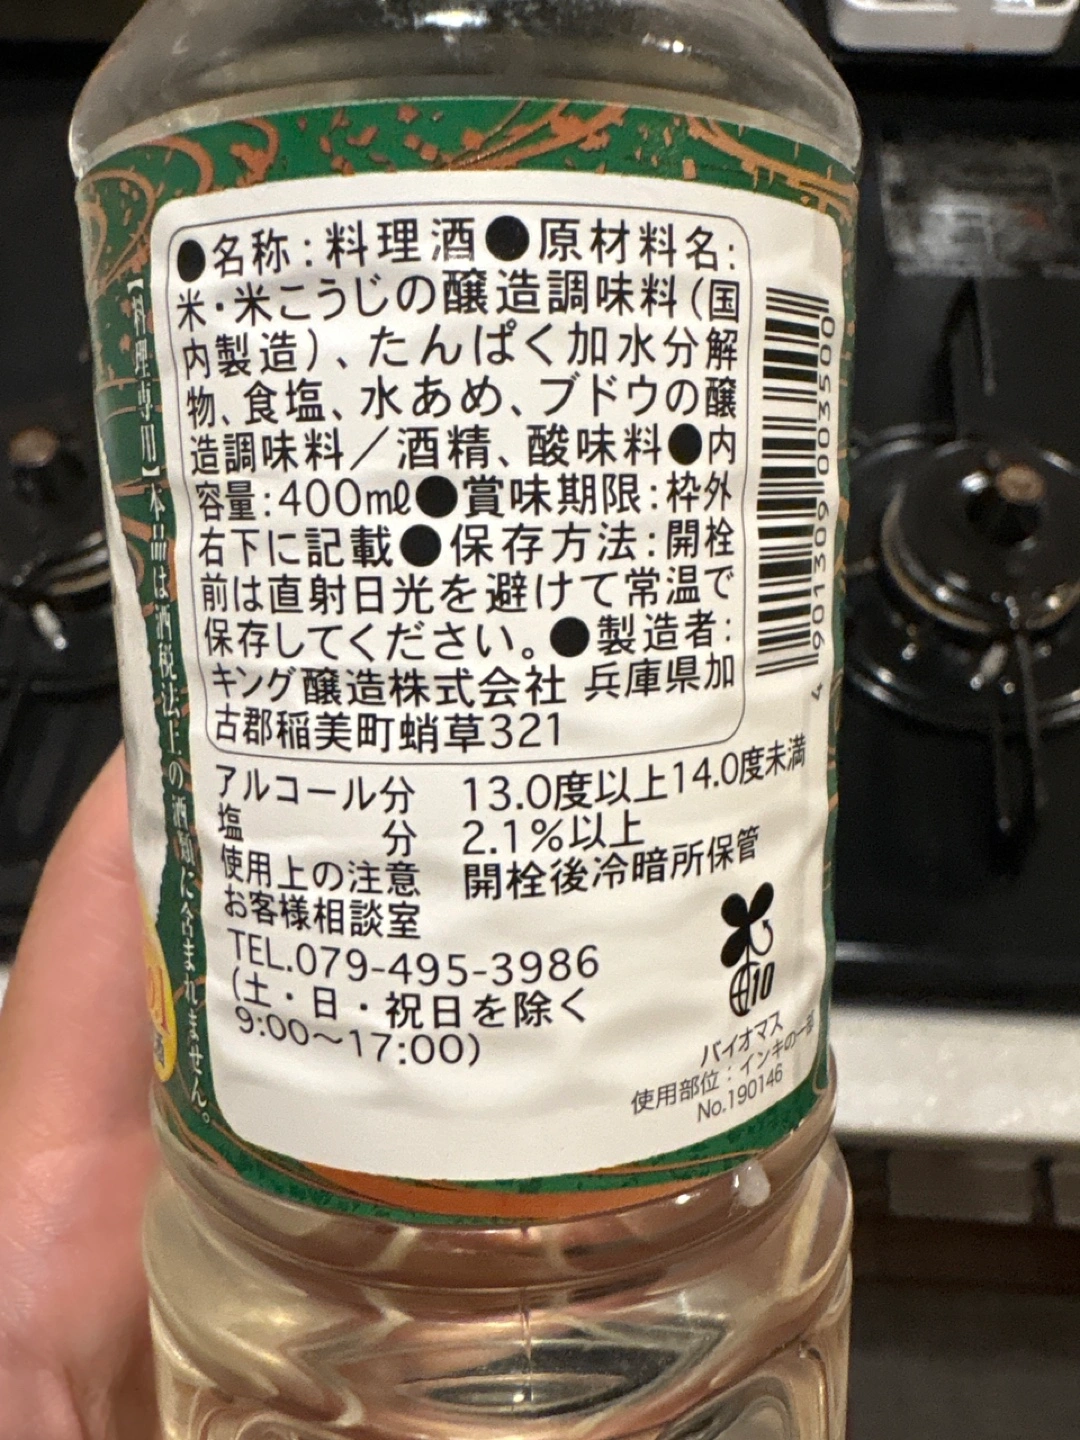 ●名称:料理酒●原材料名:
米・米こうじの醸造調味料(国
内製造)、たんぱく加水分解
物、食塩、水あめ、ブドウの醸
造調味料/酒精、酸味料●内
容量:400mℓ●賞味期限:枠外
右下に記載●保存方法:開栓
前は直射日光を避けて常温で
保存してください。●製造者:
キング醸造株式会社 兵庫県加
古郡稲美町蛸草321
アルコール分 13.0度以上14.0度未満
塩分 2.1%以上
使用上の注意 開栓後冷暗所保管
お客様相談室
TEL.079-495-3986
(土・日・祝日を除く
9:00～17:00)
10
バイオマス
使用部位:インキの一部
No.190146
4 901309 003500
【料理専用】本品は酒税法上の酒類に含まれません。